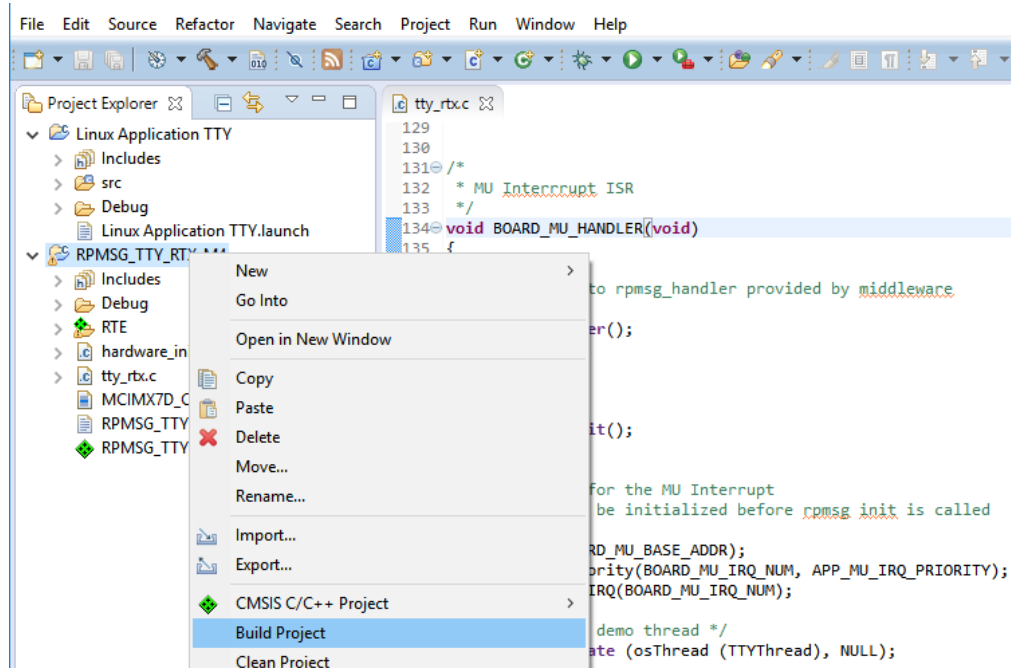 File Edit Source Refactor Navigate Search Project Run Window Help
Project Explorer
Linux Application TTY
Includes
src
Debug
Linux Application TTY.launch
RPMSG_TTY_RTX_M4
Includes
Debug
RTE
hardware_in
tty_rtx.c
MCIMX7D_C
RPMSG_TTY
RPMSG_TTY
New
Go Into
Open in New Window
Copy
Paste
Delete
Move...
Rename...
Import...
Export...
CMSIS C/C++ Project
Build Project
Clean Project
tty_rtx.c
129
130
131 /*
132 * MU Interrrupt ISR
133 */
134 void BOARD_MU_HANDLER(void)
135 {
to rpmsg_handler provided by middleware
er();
it();
for the MU Interrupt
be initialized before rpmsg init is called
RD_MU_BASE_ADDR);
ority(BOARD_MU_IRQ_NUM, APP_MU_IRQ_PRIORITY);
IRQ(BOARD_MU_IRQ_NUM);
demo thread */
ate (osThread (TTYThread), NULL);